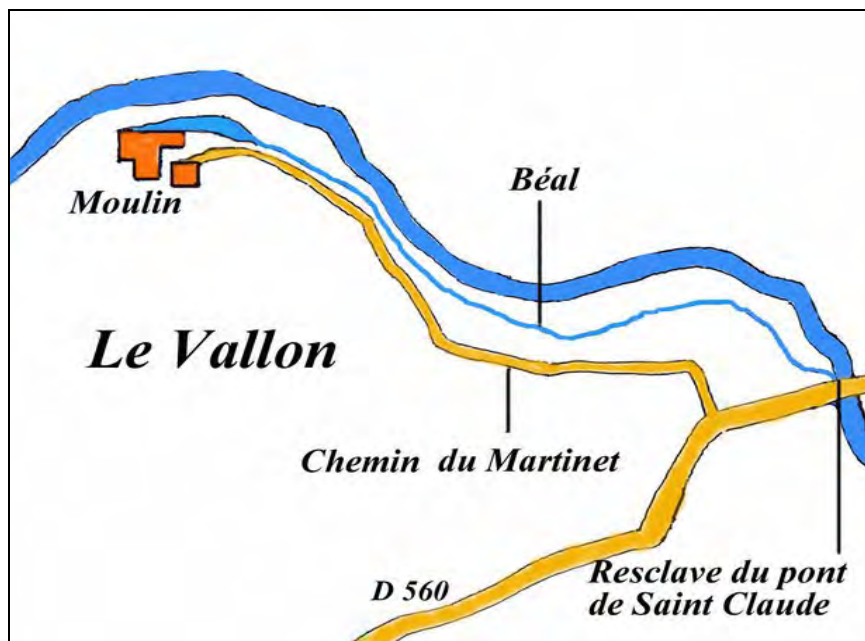 Béal
Moulin
Le Vallon
Chemin du Martinet
D 560
Resclave du pont
de Saint Claude